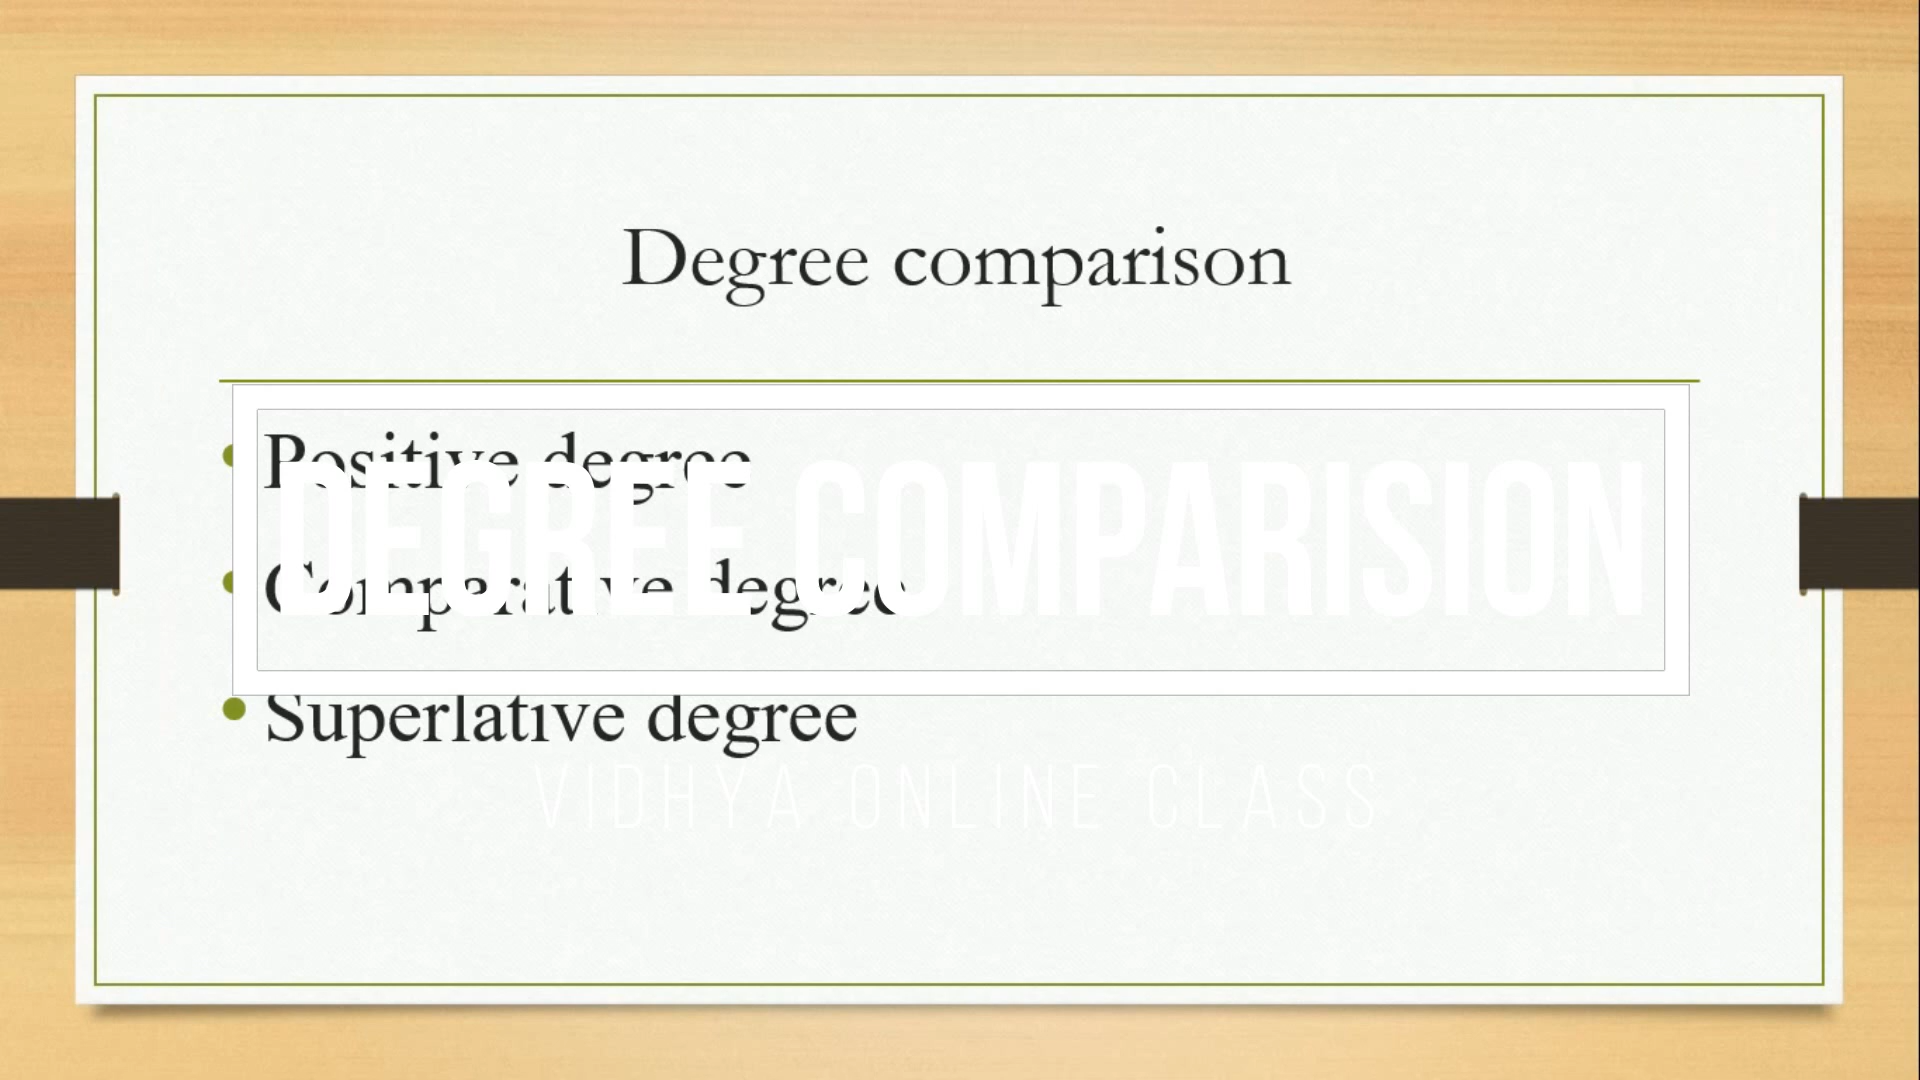 Degree comparison
Positive degree
DEGREE COMPARISION
Comparative degree
Superlative degree
VIDHYA ONLINE CLASS